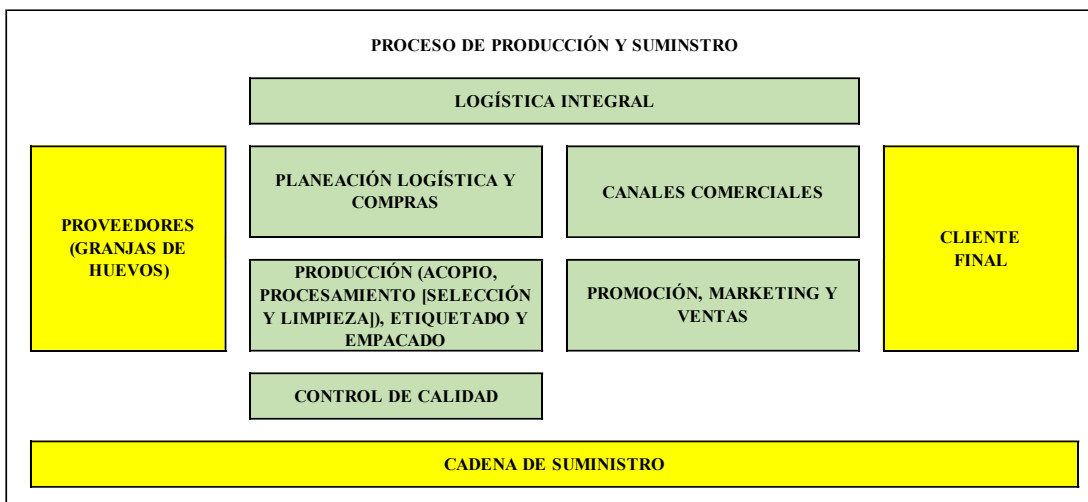 PROCESO DE PRODUCCIÓN Y SUMINSTRO
LOGÍSTICA INTEGRAL
PROVEEDORES
(GRANJAS DE
HUEVOS)
PLANEACIÓN LOGÍSTICA Y
COMPRAS
CANALES COMERCIALES
CLIENTE
FINAL
PRODUCCIÓN (ACOPIO,
PROCESAMIENTO [SELECCIÓN
Y LIMPIEZA]), ETIQUETADO Y
EMPACADO
PROMOCIÓN, MARKETING Y
VENTAS
CONTROL DE CALIDAD
CADENA DE SUMINISTRO